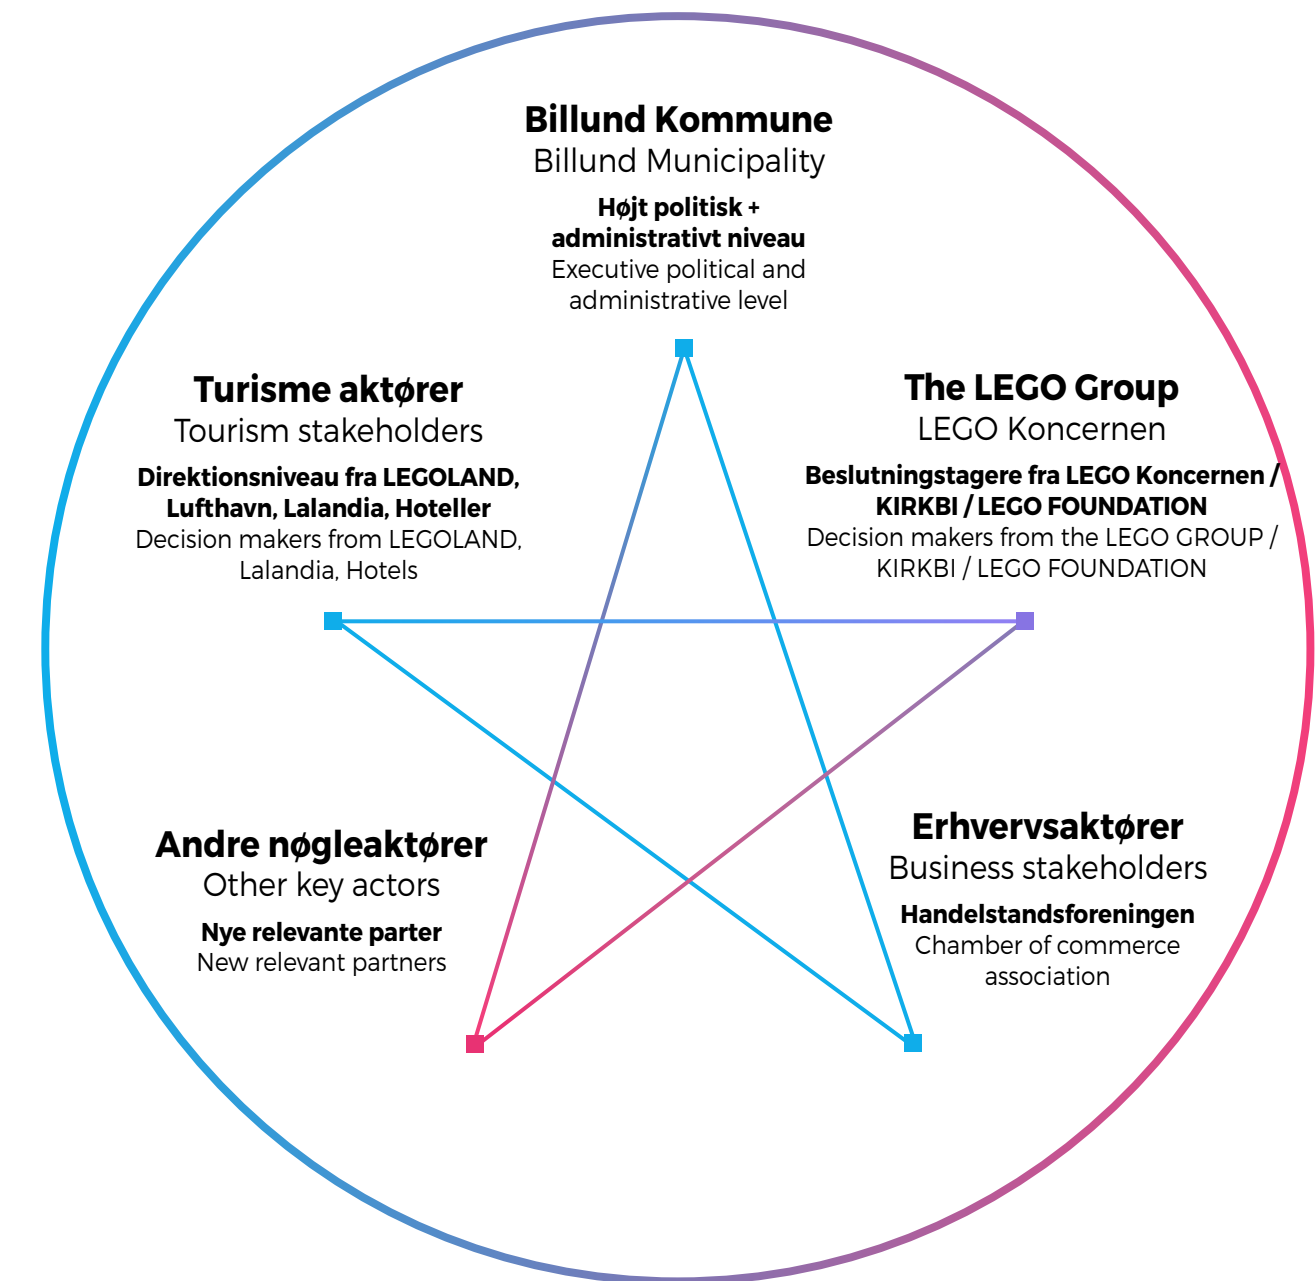 Billund Kommune
Billund Municipality
Højt politisk +
administrativt niveau
Executive political and
administrative level
Turisme aktører
Tourism stakeholders
Direktionsniveau fra LEGOLAND,
Lufthavn, Lalandia, Hoteller
Decision makers from LEGOLAND,
Lalandia, Hotels
The LEGO Group
LEGO Koncernen
Beslutningstagere fra LEGO Koncernen /
KIRKBI / LEGO FOUNDATION
Decision makers from the LEGO GROUP /
KIRKBI / LEGO FOUNDATION
Andre nøgleaktører
Other key actors
Nye relevante parter
New relevant partners
Erhvervsaktører
Business stakeholders
Handelstandsforeningen
Chamber of commerce
association